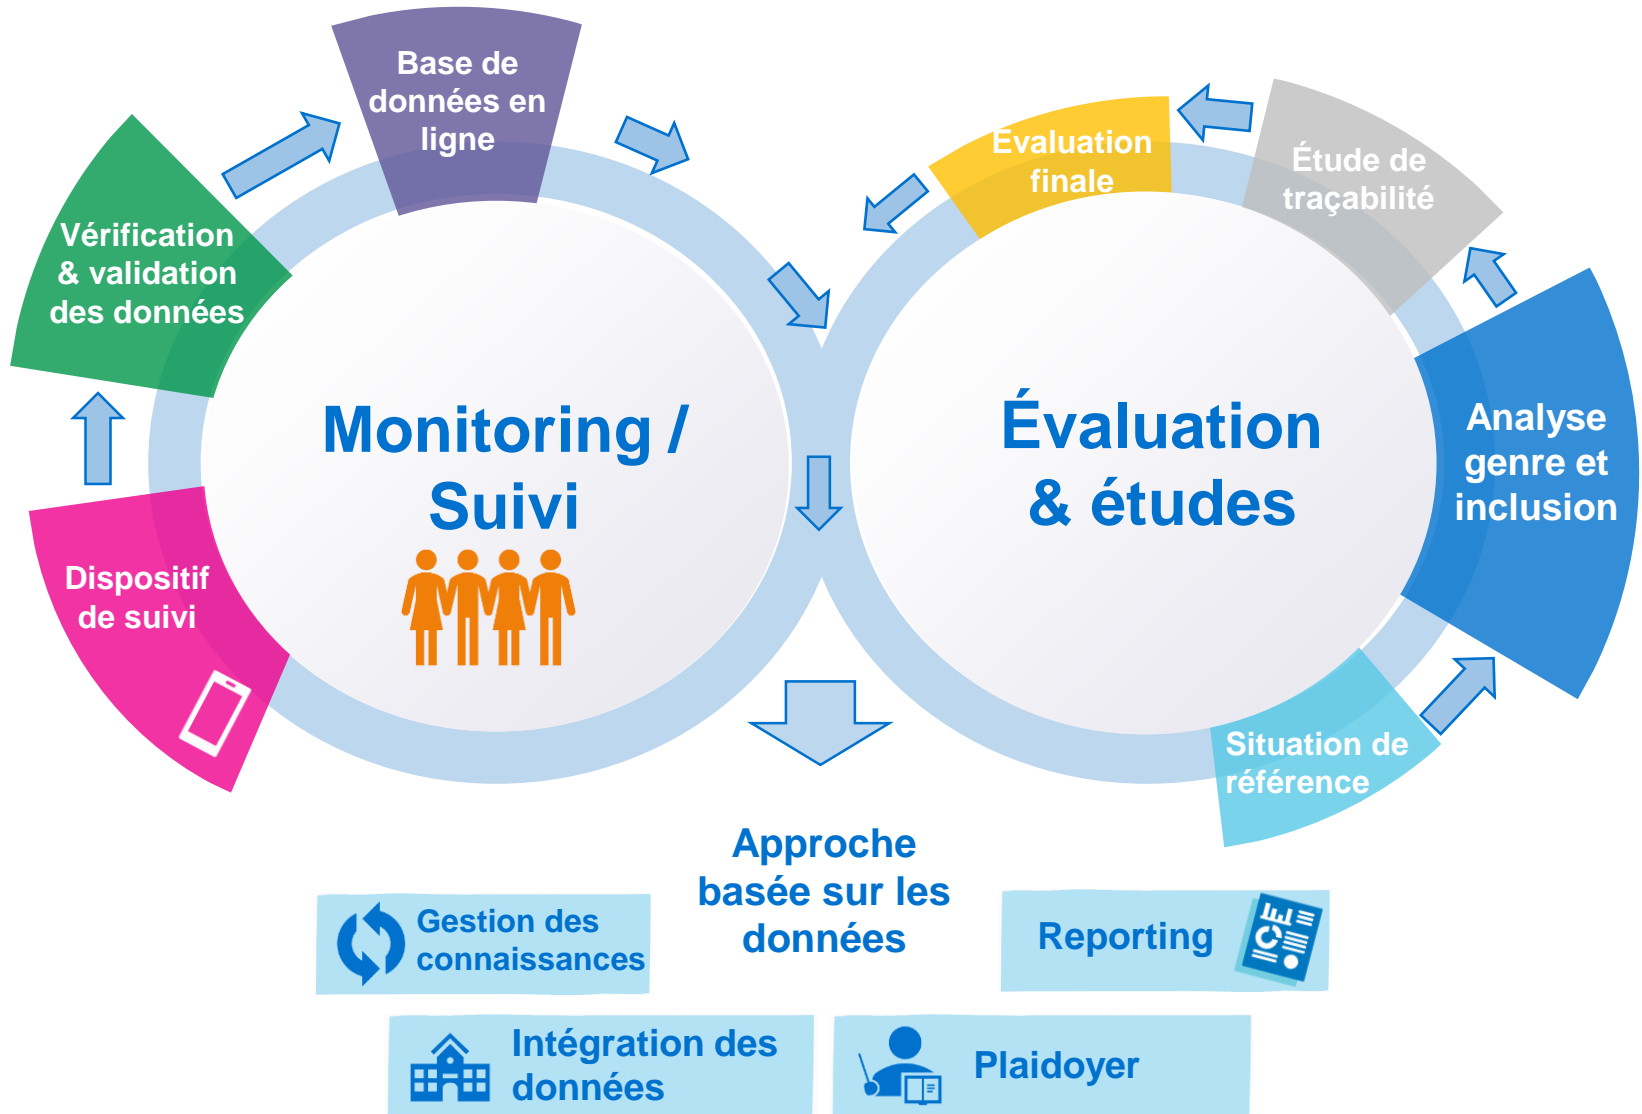 Base de
données en
ligne
Vérification
& validation
des données
Dispositif
de suivi
Monitoring /
Suivi
Évaluation
finale
Étude de
traçabilité
Analyse
genre et
inclusion
Situation de
référence
Évaluation
& études
Approche
basée sur les
données
Gestion des
connaissances
Reporting
Intégration des
données
Plaidoyer